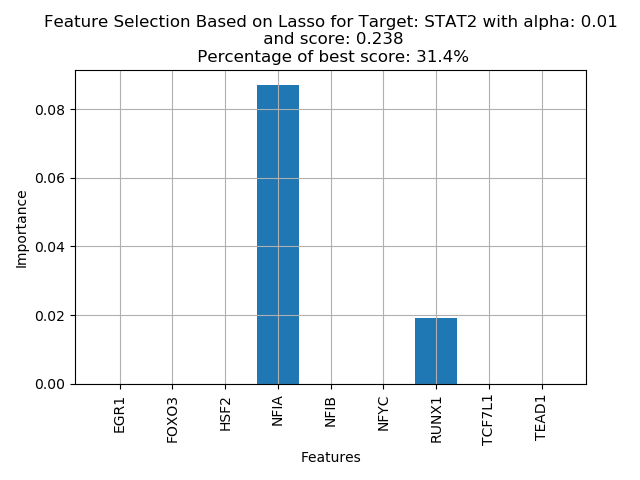 Feature Selection Based on Lasso for Target: STAT2 with alpha: 0.01
and score: 0.238
Percentage of best score: 31.4%
Importance
0.08
0.06
0.04
0.02
0.00
EGR1
FOXO3
HSF2
NFIA
NFIB
NFYC
RUNX1
TCF7L1
TEAD1
Features